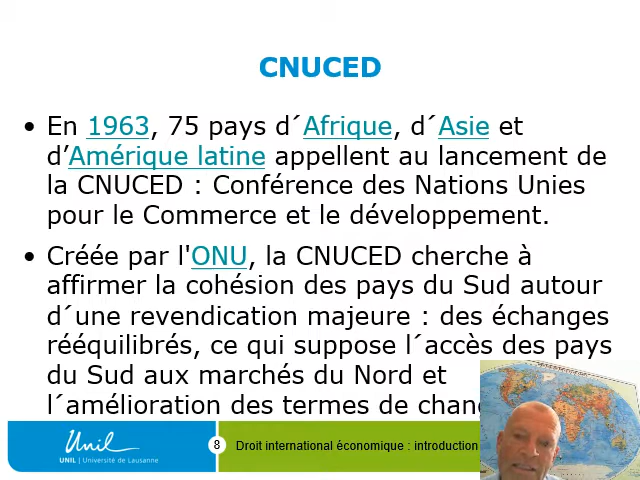 CNUCED
• En 1963, 75 pays d´Afrique, d´Asie et
d’Amérique latine appellent au lancement de
la CNUCED : Conférence des Nations Unies
pour le Commerce et le développement.
• Créée par l'ONU, la CNUCED cherche à
affirmer la cohésion des pays du Sud autour
d´une revendication majeure : des échanges
rééquilibrés, ce qui suppose l´accès des pays
du Sud aux marchés du Nord et
l´amélioration des termes de
Unil
UNIL | Université de Lausanne
8
Droit international économique : introduction